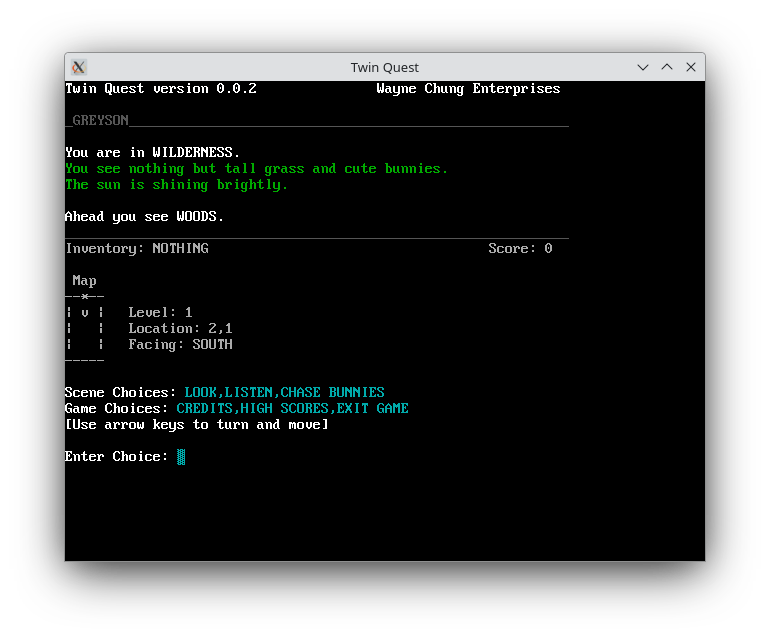 Twin Quest
Twin Quest version 0.0.2 Wayne Chung Enterprises
_GREYSON_______________________________________________________
You are in WILDERNESS.
You see nothing but tall grass and cute bunnies.
The sun is shining brightly.
Ahead you see WOODS.
Inventory: NOTHING Score: 0
Map
--*--
| v | Level: 1
| | Location: 2,1
| | Facing: SOUTH
-----
Scene Choices: LOOK,LISTEN,CHASE BUNNIES
Game Choices: CREDITS,HIGH SCORES,EXIT GAME
[Use arrow keys to turn and move]
Enter Choice: